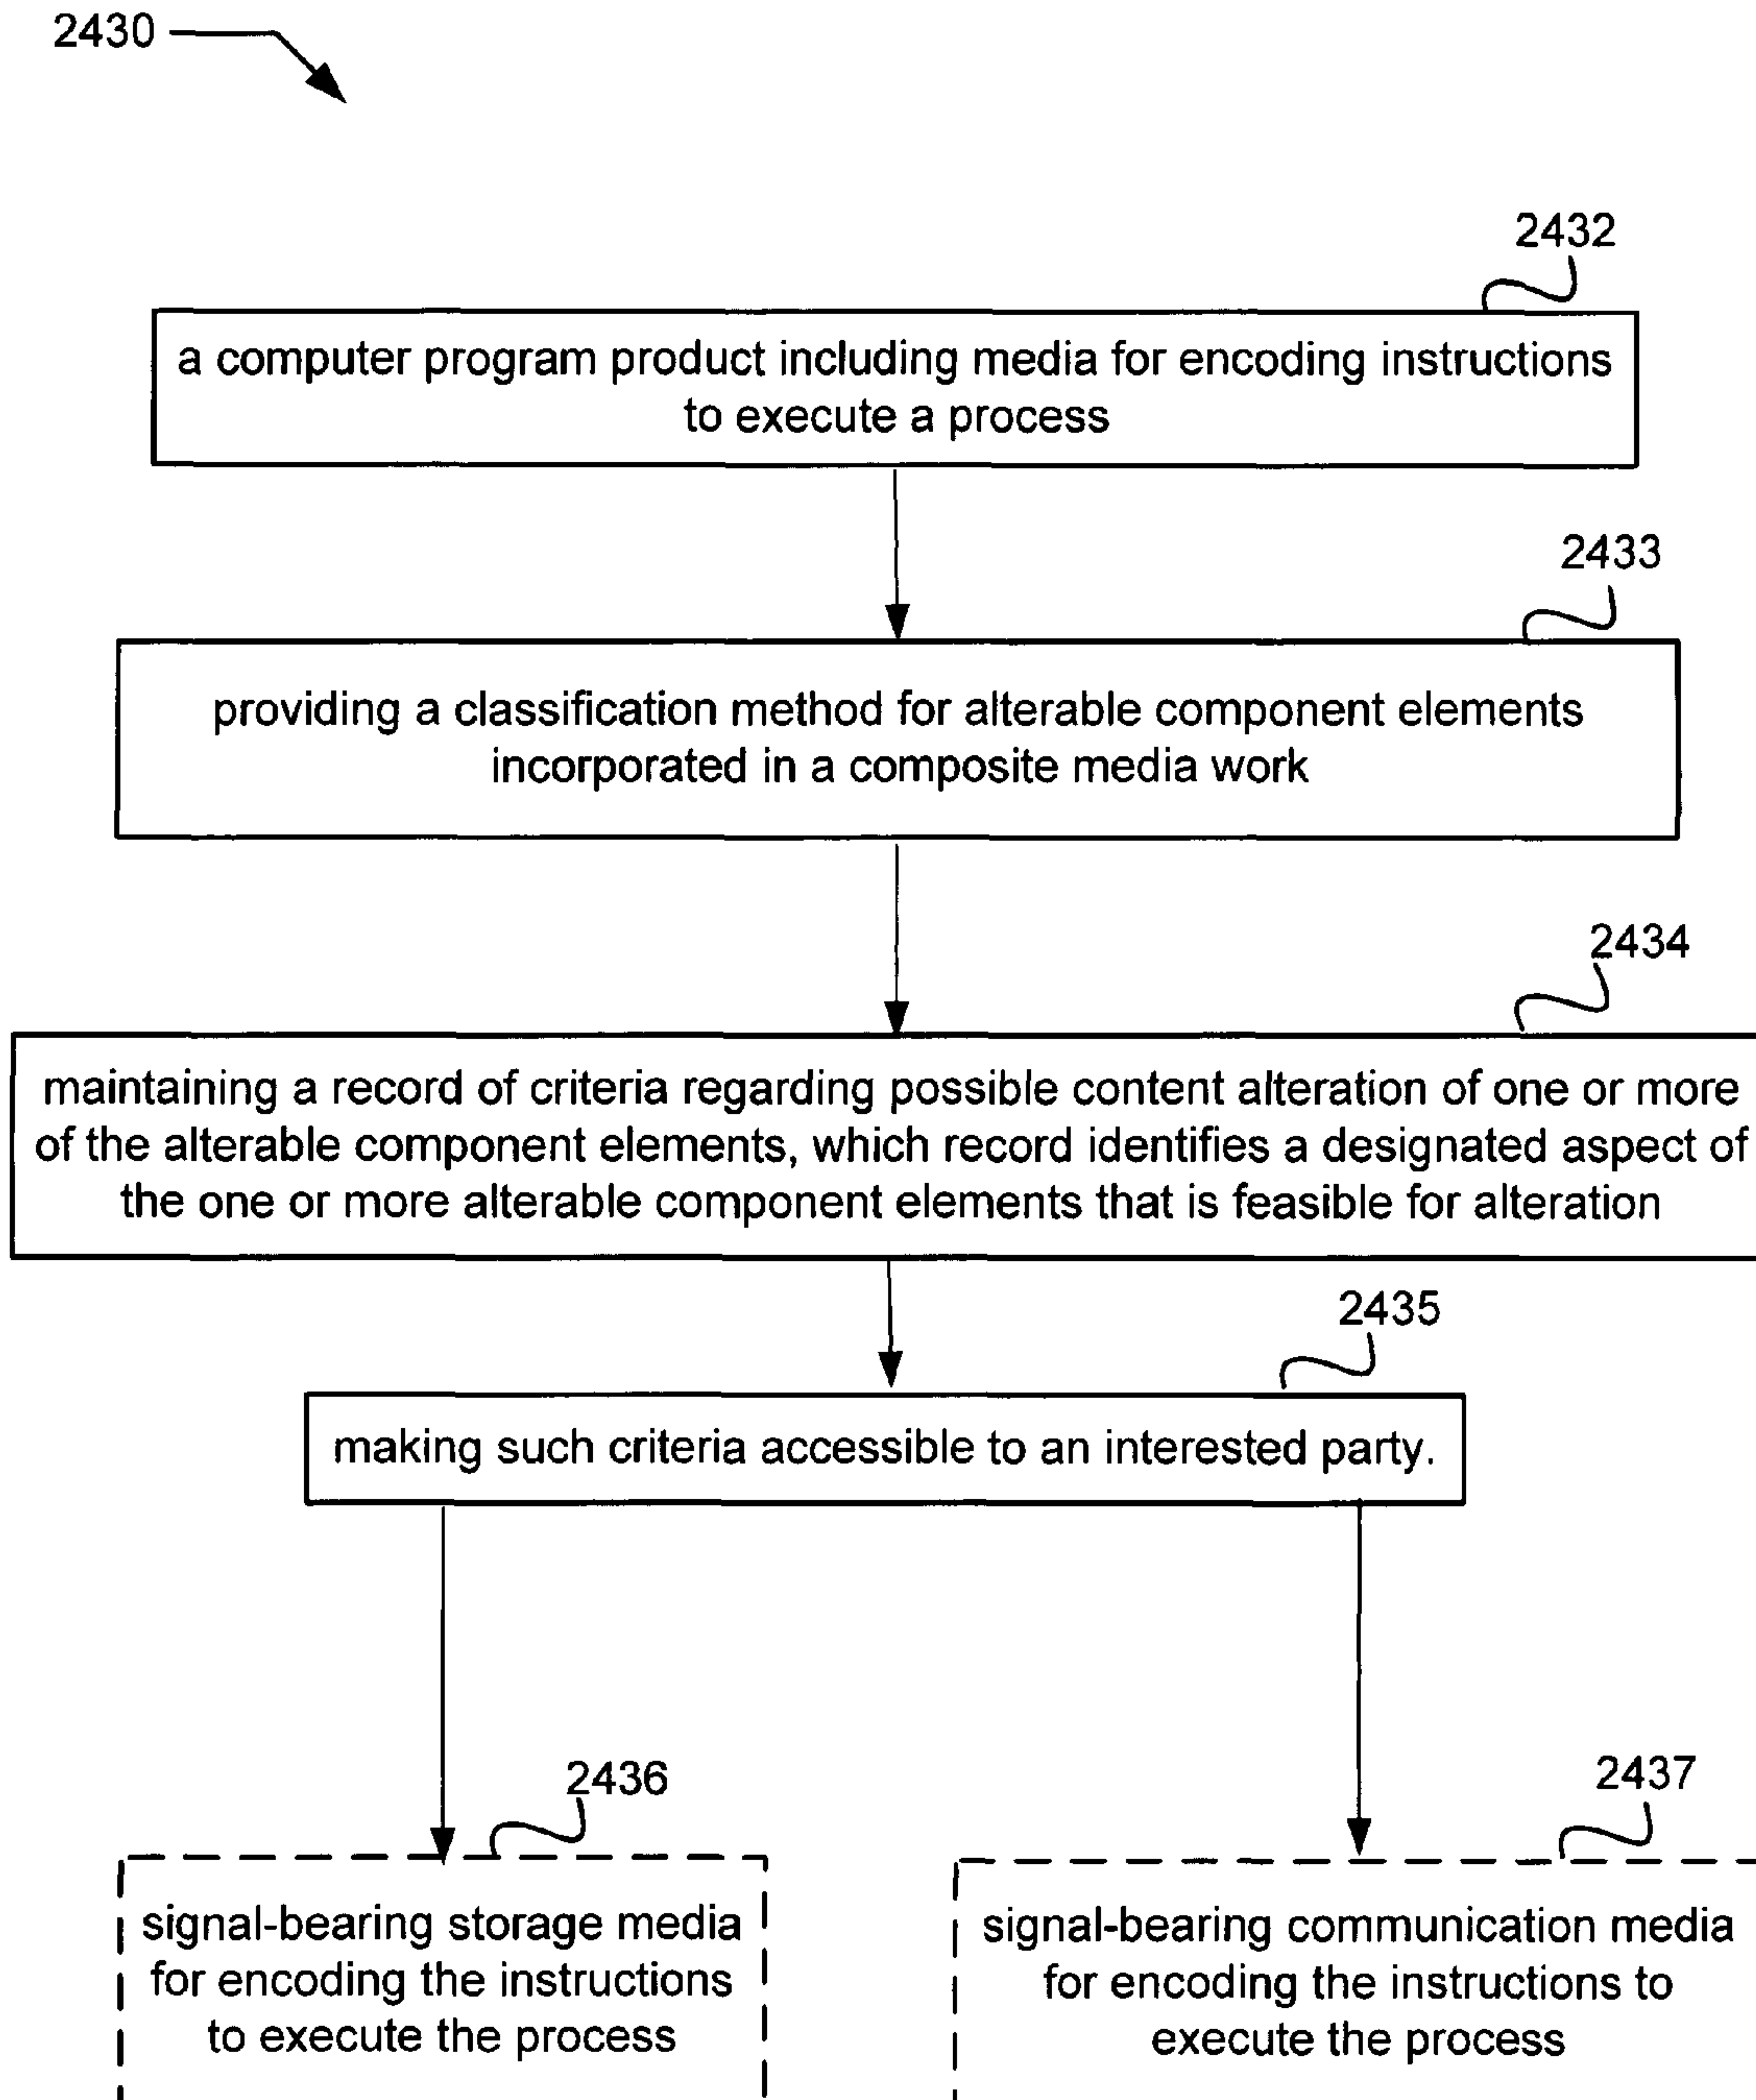 2430
2432
a computer program product including media for encoding instructions
to execute a process
2433
providing a classification method for alterable component elements
incorporated in a composite media work
2434
maintaining a record of criteria regarding possible content alteration of one or more
of the alterable component elements, which record identifies a designated aspect of
the one or more alterable component elements that is feasible for alteration
2435
making such criteria accessible to an interested party.
2436
signal-bearing storage media
for encoding the instructions
to execute the process
2437
signal-bearing communication media
for encoding the instructions to
execute the process